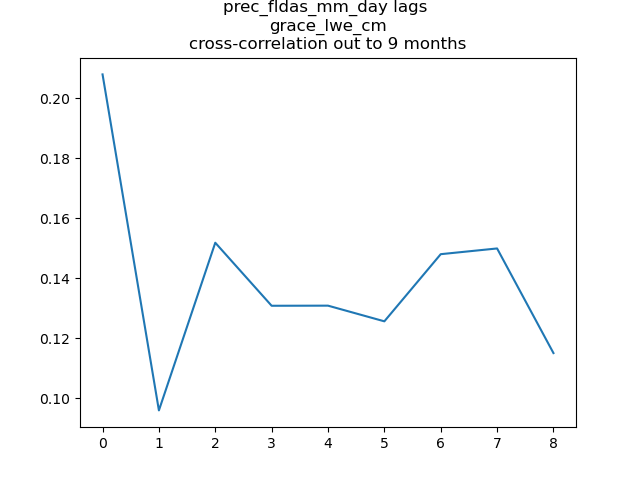 prec_fldas_mm_day lags
grace_lwe_cm
cross-correlation out to 9 months
0.20
0.18
0.16
0.14
0.12
0.10
0 1 2 3 4 5 6 7 8